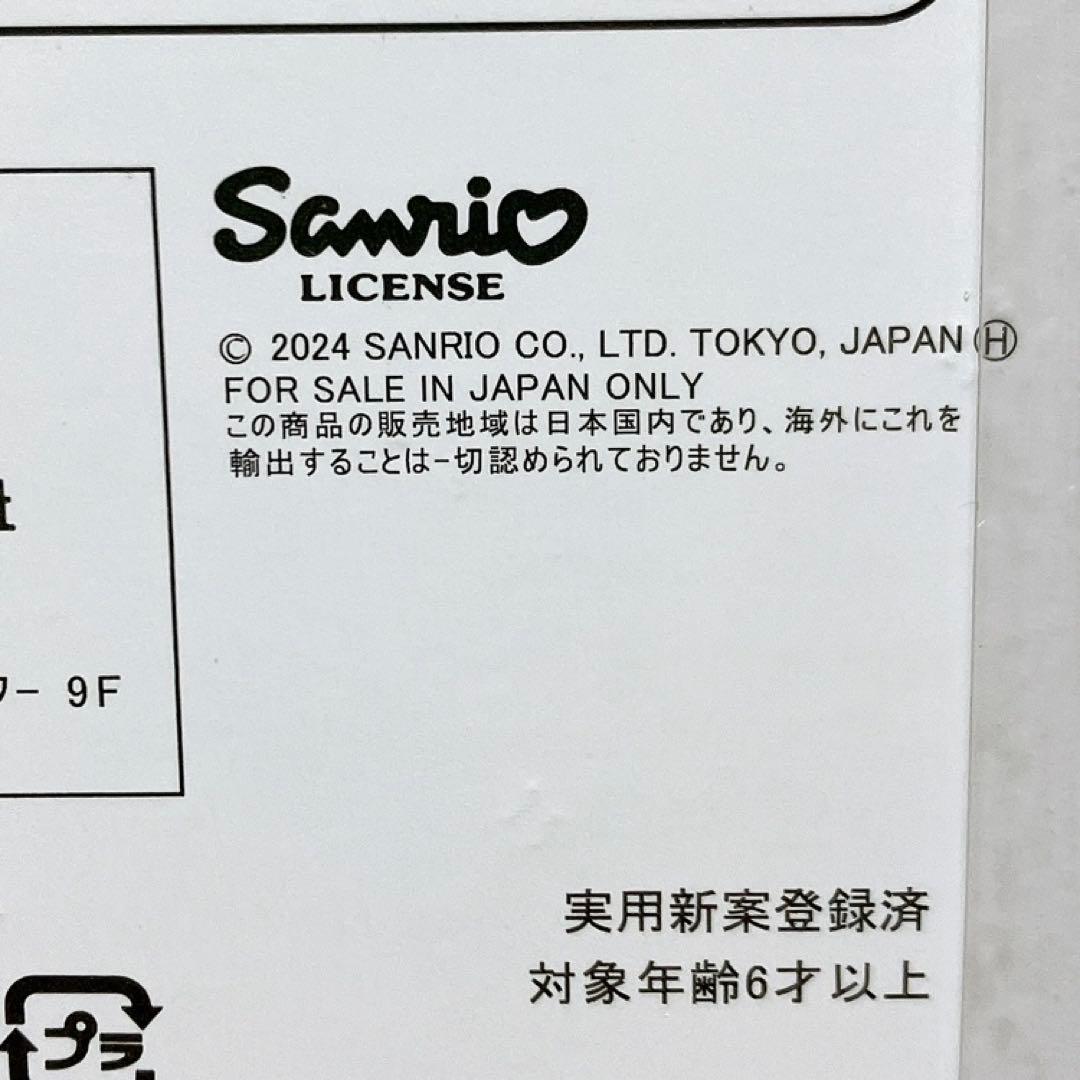 Sanrio
LICENSE
© 2024 SANRIO CO., LTD. TOKYO, JAPAN Ⓗ
FOR SALE IN JAPAN ONLY
この商品の販売地域は日本国内であり、海外にこれを
輸出することは一切認められておりません。
ー 9F
実用新案登録済
対象年齢6才以上
プラ